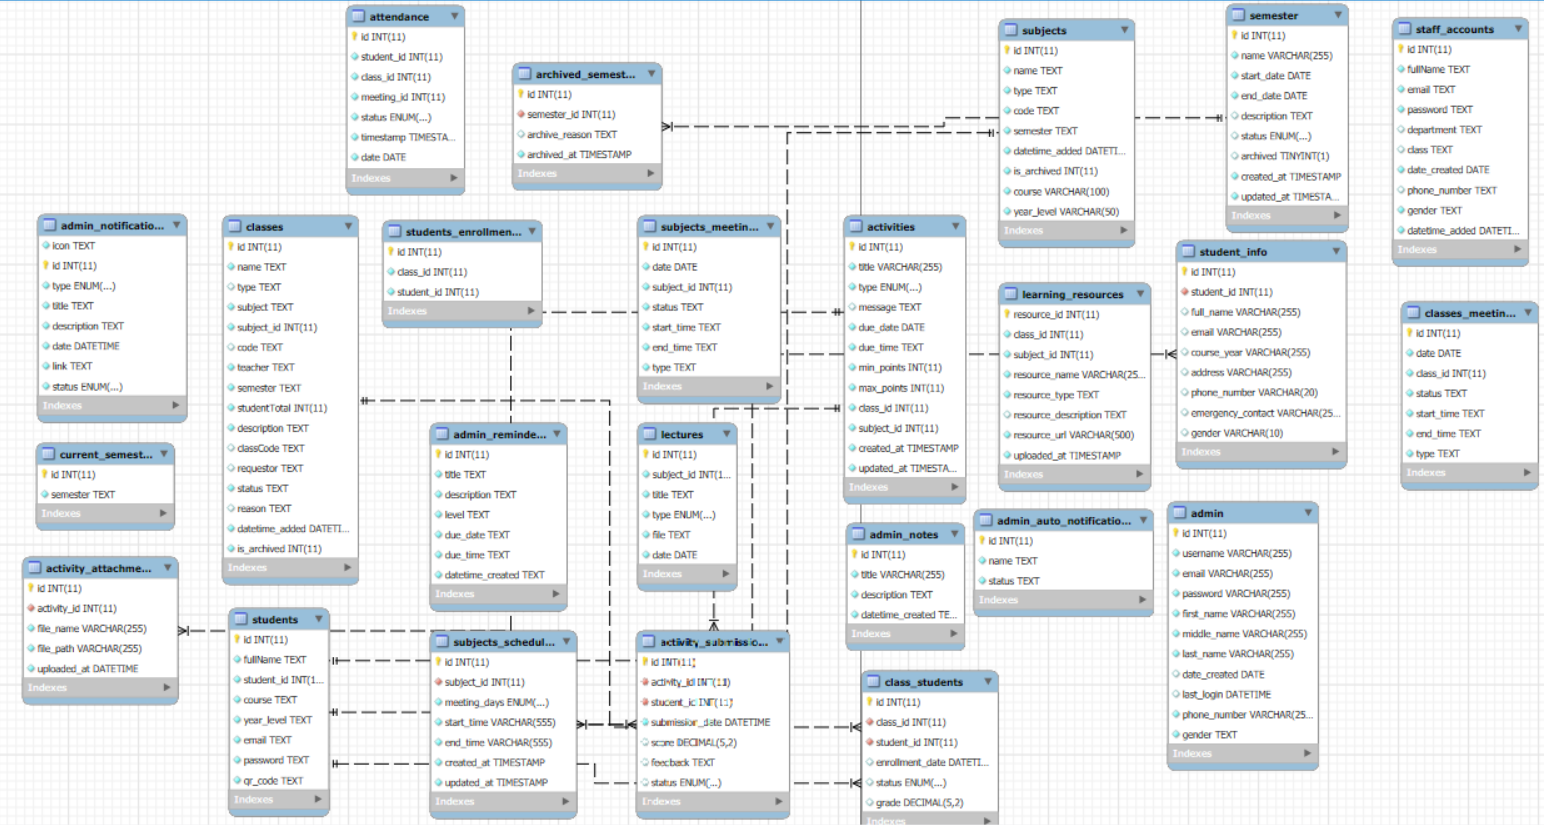 attendance
id INT(11)
student_id INT(11)
class_id INT(11)
meeting_id INT(11)
status ENUM(...)
timestamp TIMESTA...
date DATE
Indexes
archived_semest...
id INT(11)
semester_id INT(11)
archive_reason TEXT
archived_at TIMESTAMP
Indexes
subjects
id INT(11)
name TEXT
type TEXT
code TEXT
semester TEXT
datetime_added DATETI...
is_archived INT(11)
course VARCHAR(100)
year_level VARCHAR(50)
Indexes
semester
id INT(11)
name VARCHAR(255)
start_date DATE
end_date DATE
description TEXT
status ENUM(...)
archived TINYINT(1)
created_at TIMESTAMP
updated_at TIMESTA...
Indexes
staff_accounts
id INT(11)
fullName TEXT
email TEXT
password TEXT
department TEXT
class TEXT
date_created DATE
phone_number TEXT
gender TEXT
datetime_added DATETI...
Indexes
admin_notificatio...
icon TEXT
id INT(11)
type ENUM(...)
title TEXT
description TEXT
date DATETIME
link TEXT
status ENUM(...)
Indexes
classes
id INT(11)
name TEXT
type TEXT
subject TEXT
subject_id INT(11)
code TEXT
teacher TEXT
semester TEXT
studentTotal INT(11)
description TEXT
classCode TEXT
requestor TEXT
status TEXT
reason TEXT
datetime_added DATETI...
is_archived INT(11)
Indexes
students_enrollmen...
id INT(11)
class_id INT(11)
student_id INT(11)
Indexes
subjects_meetin...
id INT(11)
date DATE
subject_id INT(11)
status TEXT
start_time TEXT
end_time TEXT
type TEXT
Indexes
activities
id INT(11)
title VARCHAR(255)
type ENUM(...)
message TEXT
due_date DATE
due_time TEXT
min_points INT(11)
max_points INT(11)
class_id INT(11)
subject_id INT(11)
created_at TIMESTAMP
updated_at TIMESTA...
Indexes
learning_resources
resource_id INT(11)
class_id INT(11)
subject_id INT(11)
resource_name VARCHAR(25...
resource_type TEXT
resource_description TEXT
resource_url VARCHAR(500)
uploaded_at TIMESTAMP
Indexes
student_info
id INT(11)
student_id INT(11)
full_name VARCHAR(255)
email VARCHAR(255)
course_year VARCHAR(255)
address VARCHAR(255)
phone_number VARCHAR(20)
emergency_contact VARCHAR(25...
gender VARCHAR(10)
Indexes
classes_meetin...
id INT(11)
date DATE
class_id INT(11)
status TEXT
start_time TEXT
end_time TEXT
type TEXT
Indexes
current_semest...
id INT(11)
semester TEXT
Indexes
admin_reminde...
id INT(11)
title TEXT
description TEXT
level TEXT
due_date TEXT
due_time TEXT
datetime_created TEXT
Indexes
lectures
id INT(11)
subject_id INT(1...
title TEXT
type ENUM(...)
file TEXT
date DATE
Indexes
admin_notes
id INT(11)
title VARCHAR(255)
description TEXT
datetime_created TE...
Indexes
admin_auto_notificatio...
id INT(11)
name TEXT
status TEXT
Indexes
admin
id INT(11)
username VARCHAR(255)
email VARCHAR(255)
password VARCHAR(255)
first_name VARCHAR(255)
middle_name VARCHAR(255)
last_name VARCHAR(255)
date_created DATE
last_login DATETIME
phone_number VARCHAR(25...
gender TEXT
Indexes
activity_attachme...
id INT(11)
activity_id INT(11)
file_name VARCHAR(255)
file_path VARCHAR(255)
uploaded_at DATETIME
Indexes
students
id INT(11)
fullName TEXT
student_id INT(1...
course TEXT
year_level TEXT
email TEXT
password TEXT
qr_code TEXT
Indexes
subjects_schedul...
id INT(11)
subject_id INT(11)
meeting_days ENUM(...)
start_time VARCHAR(555)
end_time VARCHAR(555)
created_at TIMESTAMP
updated_at TIMESTAMP
Indexes
activity_submissio...
id INT(11)
activity_id INT(11)
student_id INT(11)
submission_date DATETIME
score DECIMAL(5,2)
feedback TEXT
status ENUM(...)
Indexes
class_students
id INT(11)
class_id INT(11)
student_id INT(11)
enrollment_date DATETI...
status ENUM(...)
grade DECIMAL(5,2)
Indexes